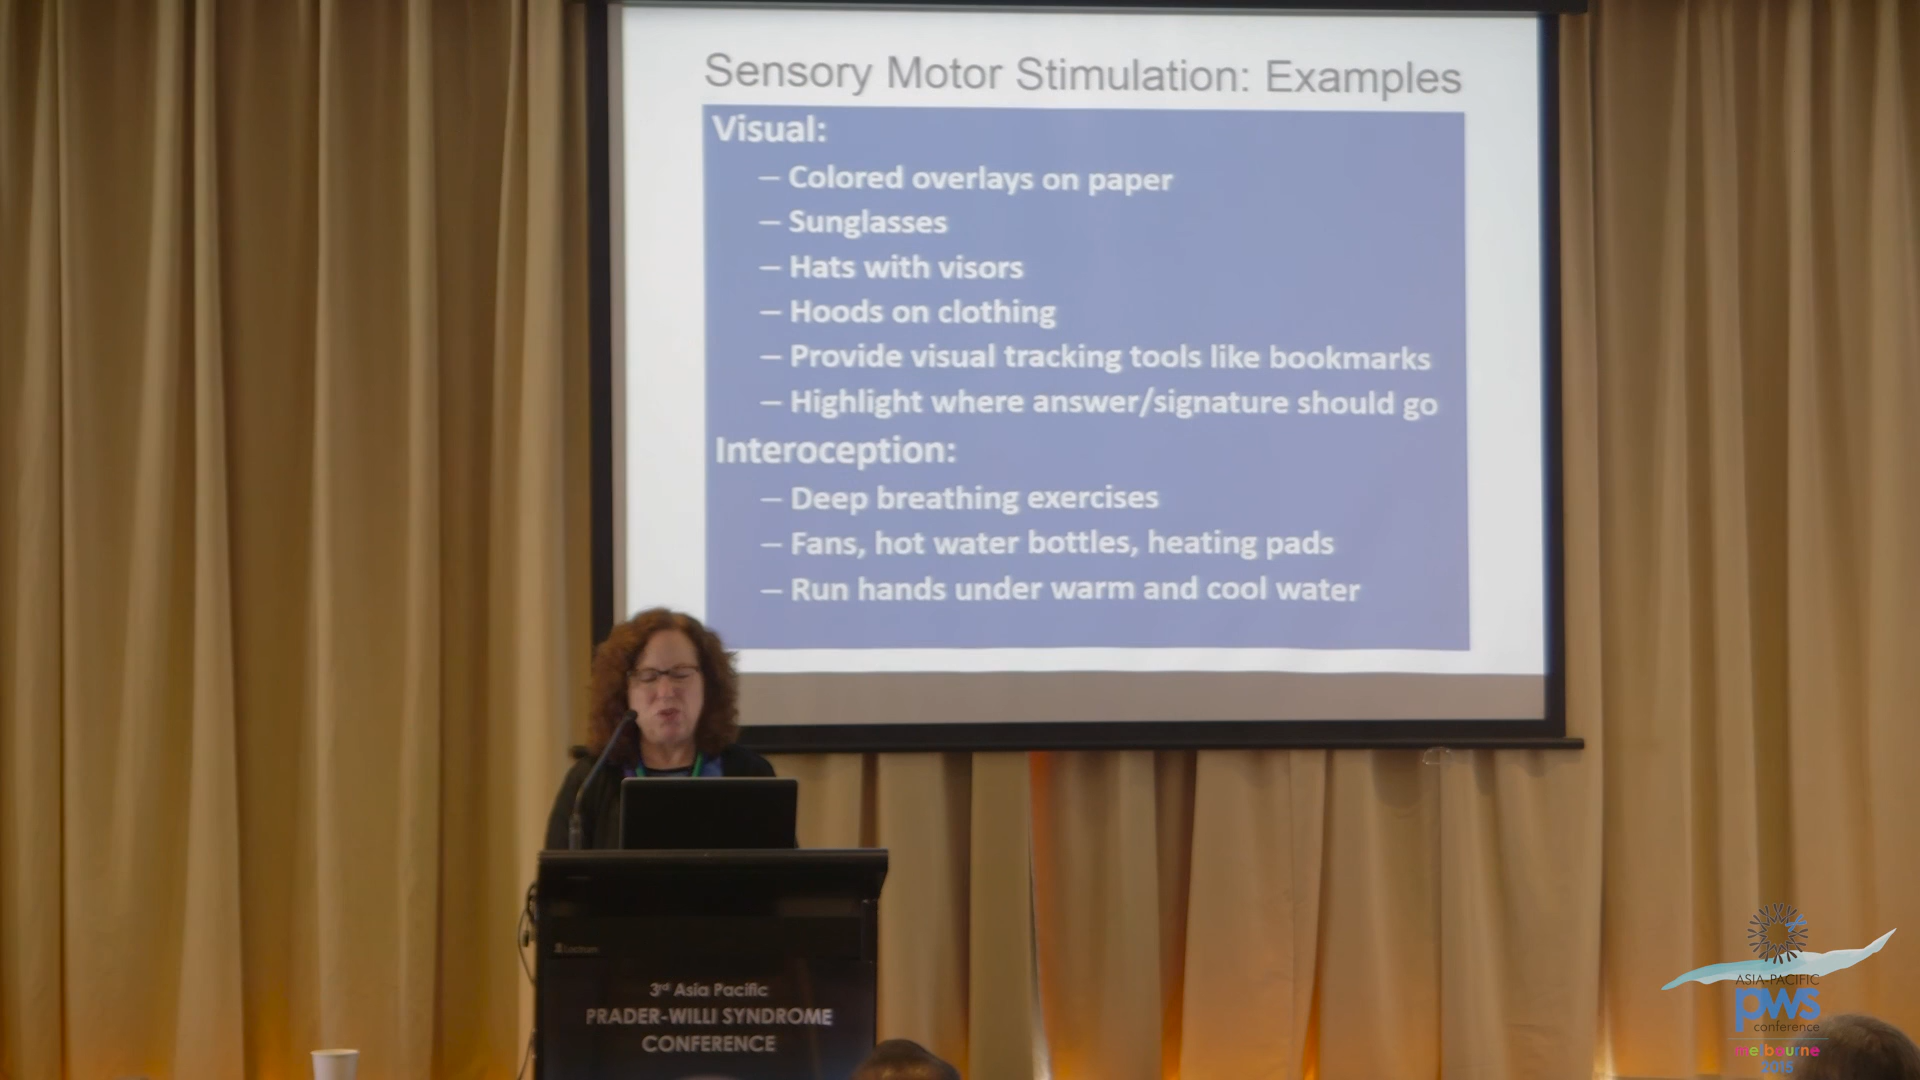 Sensory Motor Stimulation: Examples
Visual:
– Colored overlays on paper
– Sunglasses
– Hats with visors
– Hoods on clothing
– Provide visual tracking tools like bookmarks
– Highlight where answer/signature should go
Interoception:
– Deep breathing exercises
– Fans, hot water bottles, heating pads
– Run hands under warm and cool water
3rd Asia Pacific
PRADER-WILLI SYNDROME
CONFERENCE
ASIA-PACIFIC
pws
conference
melbourne
2015